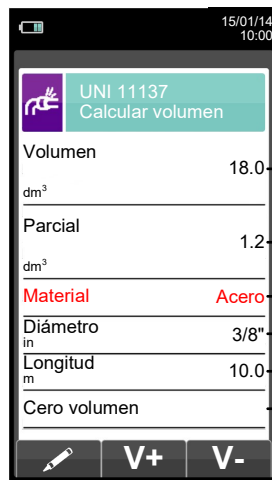 15/01/14
10:00
UNI 11137
Calcular volumen
Volumen
18.0
dm³
Parcial
1.2
dm³
Material Acero
Diámetro
in
3/8"
Longitud
m
10.0
Cero volumen
V+ V-